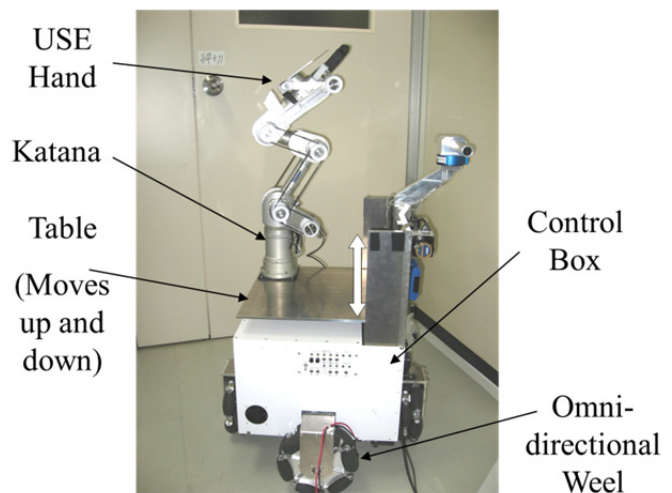 USE
Hand
Katana
Table
(Moves
up and
down)
Control
Box
Omni-
directional
Weel